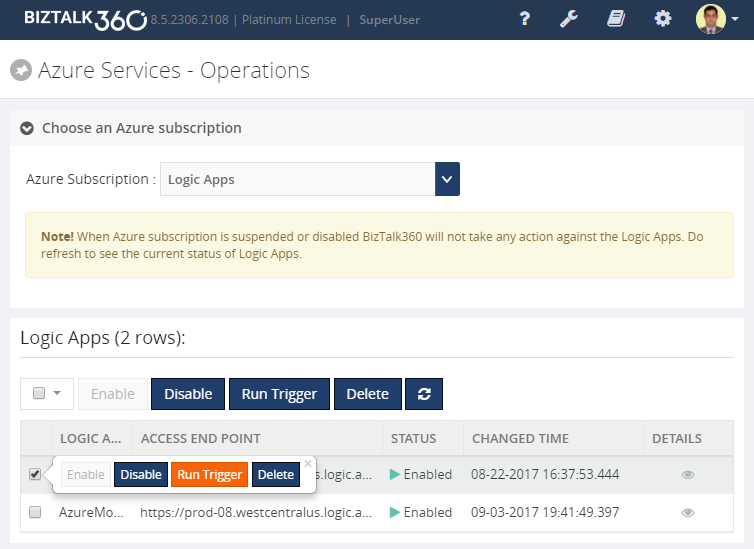 BIZTALK360 8.5.2306.2108 | Platinum License | SuperUser ?
Azure Services - Operations
Choose an Azure subscription
Azure Subscription : Logic Apps
Note! When Azure subscription is suspended or disabled BizTalk360 will not take any action against the Logic Apps. Do
refresh to see the current status of Logic Apps.
Logic Apps (2 rows):
Enable Disable Run Trigger Delete
LOGIC A... ACCESS END POINT STATUS CHANGED TIME DETAILS
Enable Disable Run Trigger Delete × us.logic.a... Enabled 08-22-2017 16:37:53.444
AzureMo... https://prod-08.westcentralus.logic.a... Enabled 09-03-2017 19:41:49.397